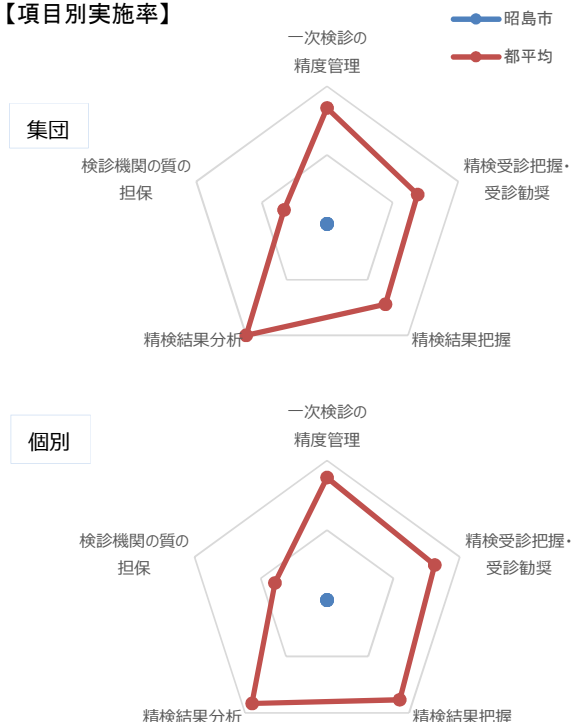 【項目別実施率】
昭島市
都平均
集団
一次検診の
精度管理
精検受診把握・
受診勧奨
精検結果把握
精検結果分析
検診機関の質の
担保
個別
一次検診の
精度管理
精検受診把握・
受診勧奨
精検結果把握
精検結果分析
検診機関の質の
担保